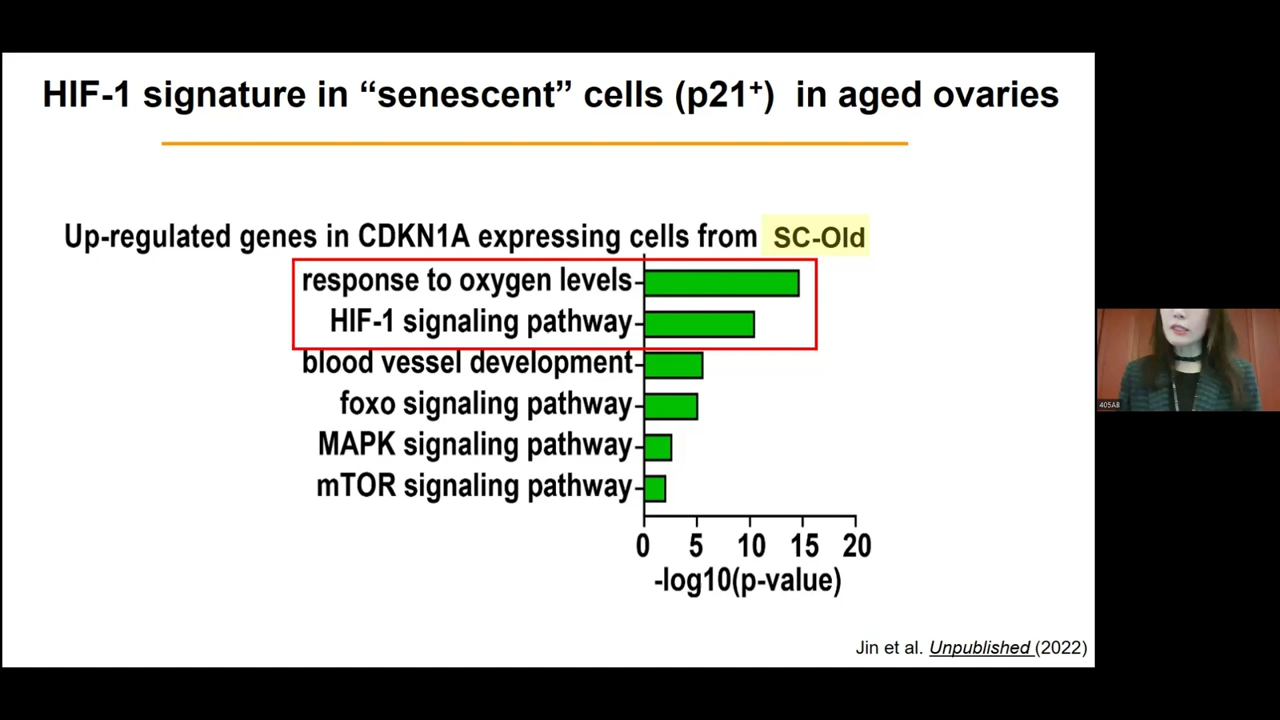 HIF-1 signature in “senescent” cells (p21⁺) in aged ovaries
Up-regulated genes in CDKN1A expressing cells from SC-Old
response to oxygen levels
HIF-1 signaling pathway
blood vessel development
foxo signaling pathway
MAPK signaling pathway
mTOR signaling pathway
0 5 10 15 20
-log10(p-value)
Jin et al. Unpublished (2022)
405AB